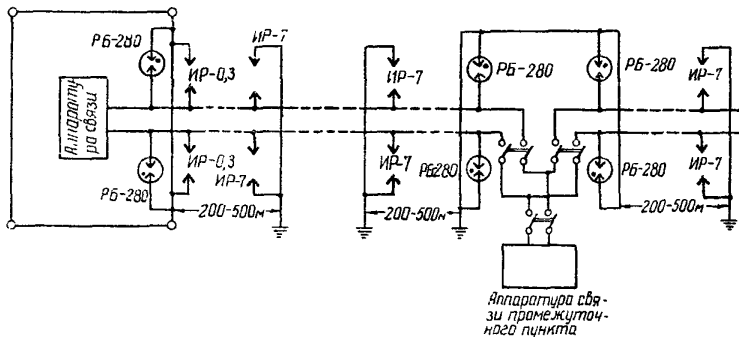 РБ-280
ИР-0,3
ИР-7
Аппарату
ра связи
ИР-0,3
ИР-7
РБ-280
200-500м
ИР-7
ИР-7
200-500м
РБ-280
РБ280
РБ-280
РБ-280
ИР-7
ИР-7
200-500м
Аппаратура свя-
зи промежуточ-
ного пункта